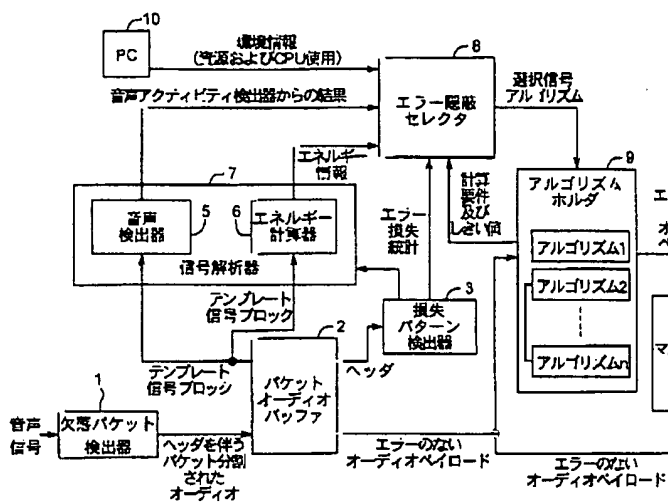 10
PC
環境情報
(資源およびCPU使用)
音声アクティビティ検出器からの結果
8
エラー隠蔽
セレクタ
選択信号
アルゴリズム
エネルギー
情報
7
音声
検出器
5
6
エネルギー
計算器
信号解析器
エラー
損失
統計
計算
要件
及び
しきい値
9
アルゴリズム
ホルダ
アルゴリズム1
アルゴリズム2
アルゴリズムn
テンプレート
信号ブロック
3
損失
パターン
検出器
テンプレート
信号ブロッシ
2
パケット
オーディオ
バッファ
ヘッダ
1
音声
信号
欠落パケット
検出器
ヘッダを伴う
パケット分割
された
オーディオ
エラーのない
オーディオペイロード
エラーのない
オーディオペイロード
エ
オ
ペ
マ